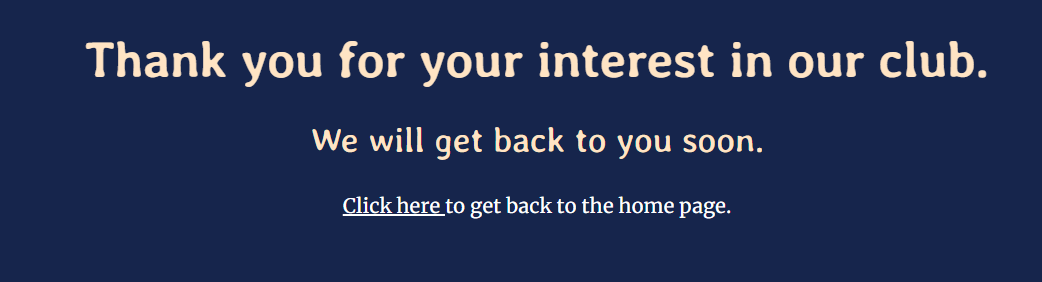 Thank you for your interest in our club.
We will get back to you soon.
Click here to get back to the home page.